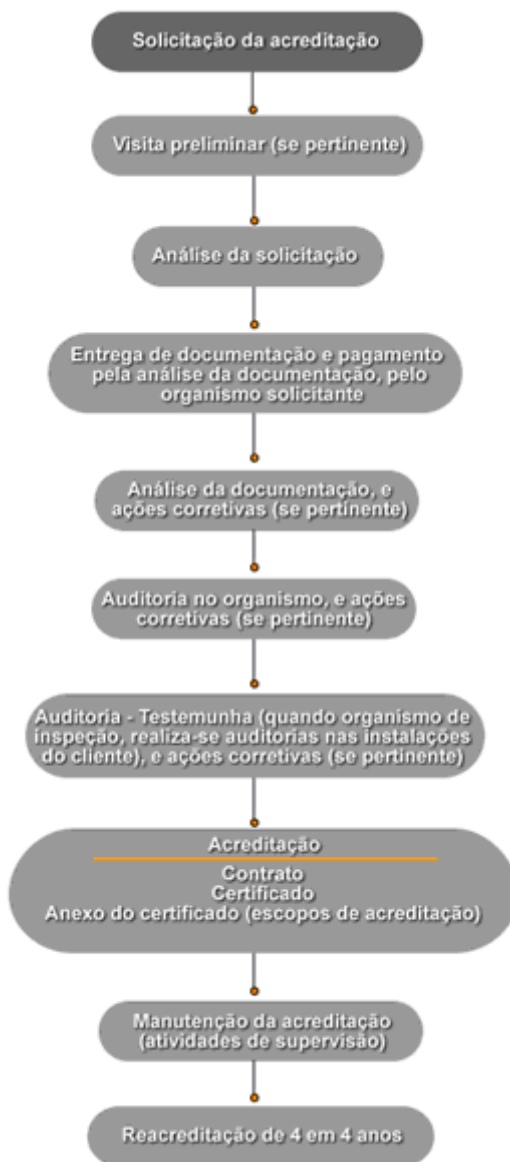 Solicitação da acreditação
Visita preliminar (se pertinente)
Análise da solicitação
Entrega de documentação e pagamento
pela análise da documentação, pelo
organismo solicitante
Análise da documentação, e
ações corretivas (se pertinente)
Auditoria no organismo, e ações
corretivas (se pertinente)
Auditoria - Testemunha (quando organismo de
inspeção, realiza-se auditorias nas instalações
do cliente), e ações corretivas (se pertinente)
Acreditação
Contrato
Certificado
Anexo do certificado (escopos de acreditação)
Manutenção da acreditação
(atividades de supervisão)
Reacreditação de 4 em 4 anos